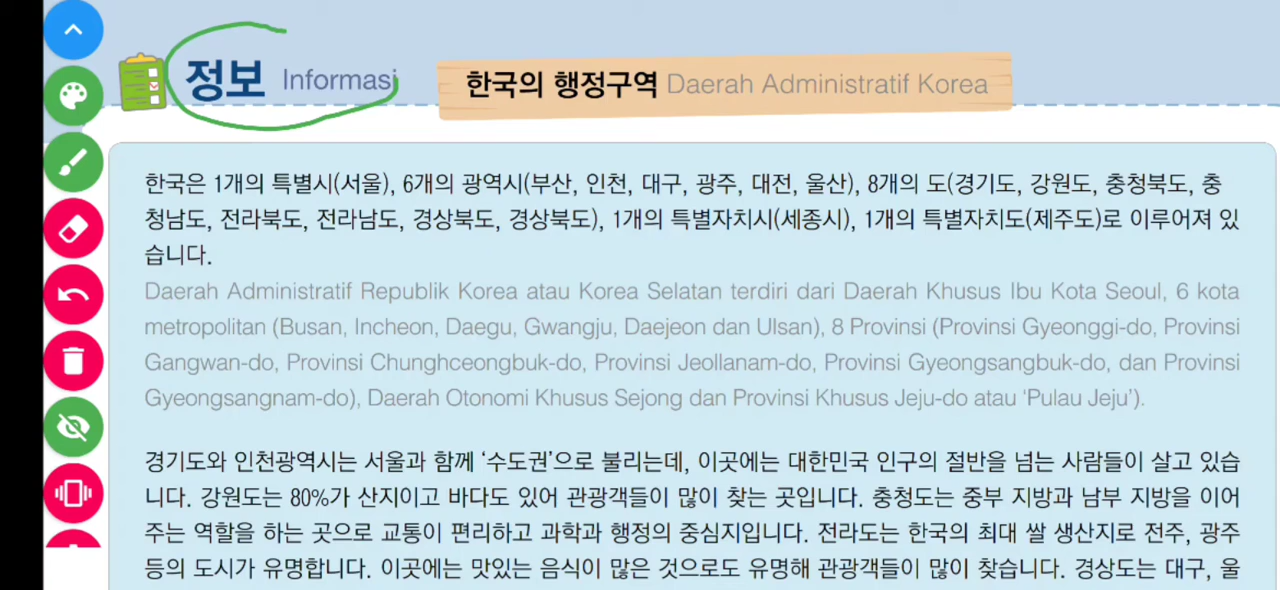 정보 Informasi
한국의 행정구역 Daerah Administratif Korea
한국은 1개의 특별시(서울), 6개의 광역시(부산, 인천, 대구, 광주, 대전, 울산), 8개의 도(경기도, 강원도, 충청북도, 충
청남도, 전라북도, 전라남도, 경상북도, 경상북도), 1개의 특별자치시(세종시), 1개의 특별자치도(제주도)로 이루어져 있
습니다.
Daerah Administratif Republik Korea atau Korea Selatan terdiri dari Daerah Khusus Ibu Kota Seoul, 6 kota
metropolitan (Busan, Incheon, Daegu, Gwangju, Daejeon dan Ulsan), 8 Provinsi (Provinsi Gyeonggi-do, Provinsi
Gangwan-do, Provinsi Chunghceongbuk-do, Provinsi Jeollanam-do, Provinsi Gyeongsangbuk-do, dan Provinsi
Gyeongsangnam-do), Daerah Otonomi Khusus Sejong dan Provinsi Khusus Jeju-do atau ‘Pulau Jeju’).
경기도와 인천광역시는 서울과 함께 ‘수도권’으로 불리는데, 이곳에는 대한민국 인구의 절반을 넘는 사람들이 살고 있습
니다. 강원도는 80%가 산지이고 바다도 있어 관광객들이 많이 찾는 곳입니다. 충청도는 중부 지방과 남부 지방을 이어
주는 역할을 하는 곳으로 교통이 편리하고 과학과 행정의 중심지입니다. 전라도는 한국의 최대 쌀 생산지로 전주, 광주
등의 도시가 유명합니다. 이곳에는 맛있는 음식이 많은 것으로도 유명해 관광객들이 많이 찾습니다. 경상도는 대구, 울